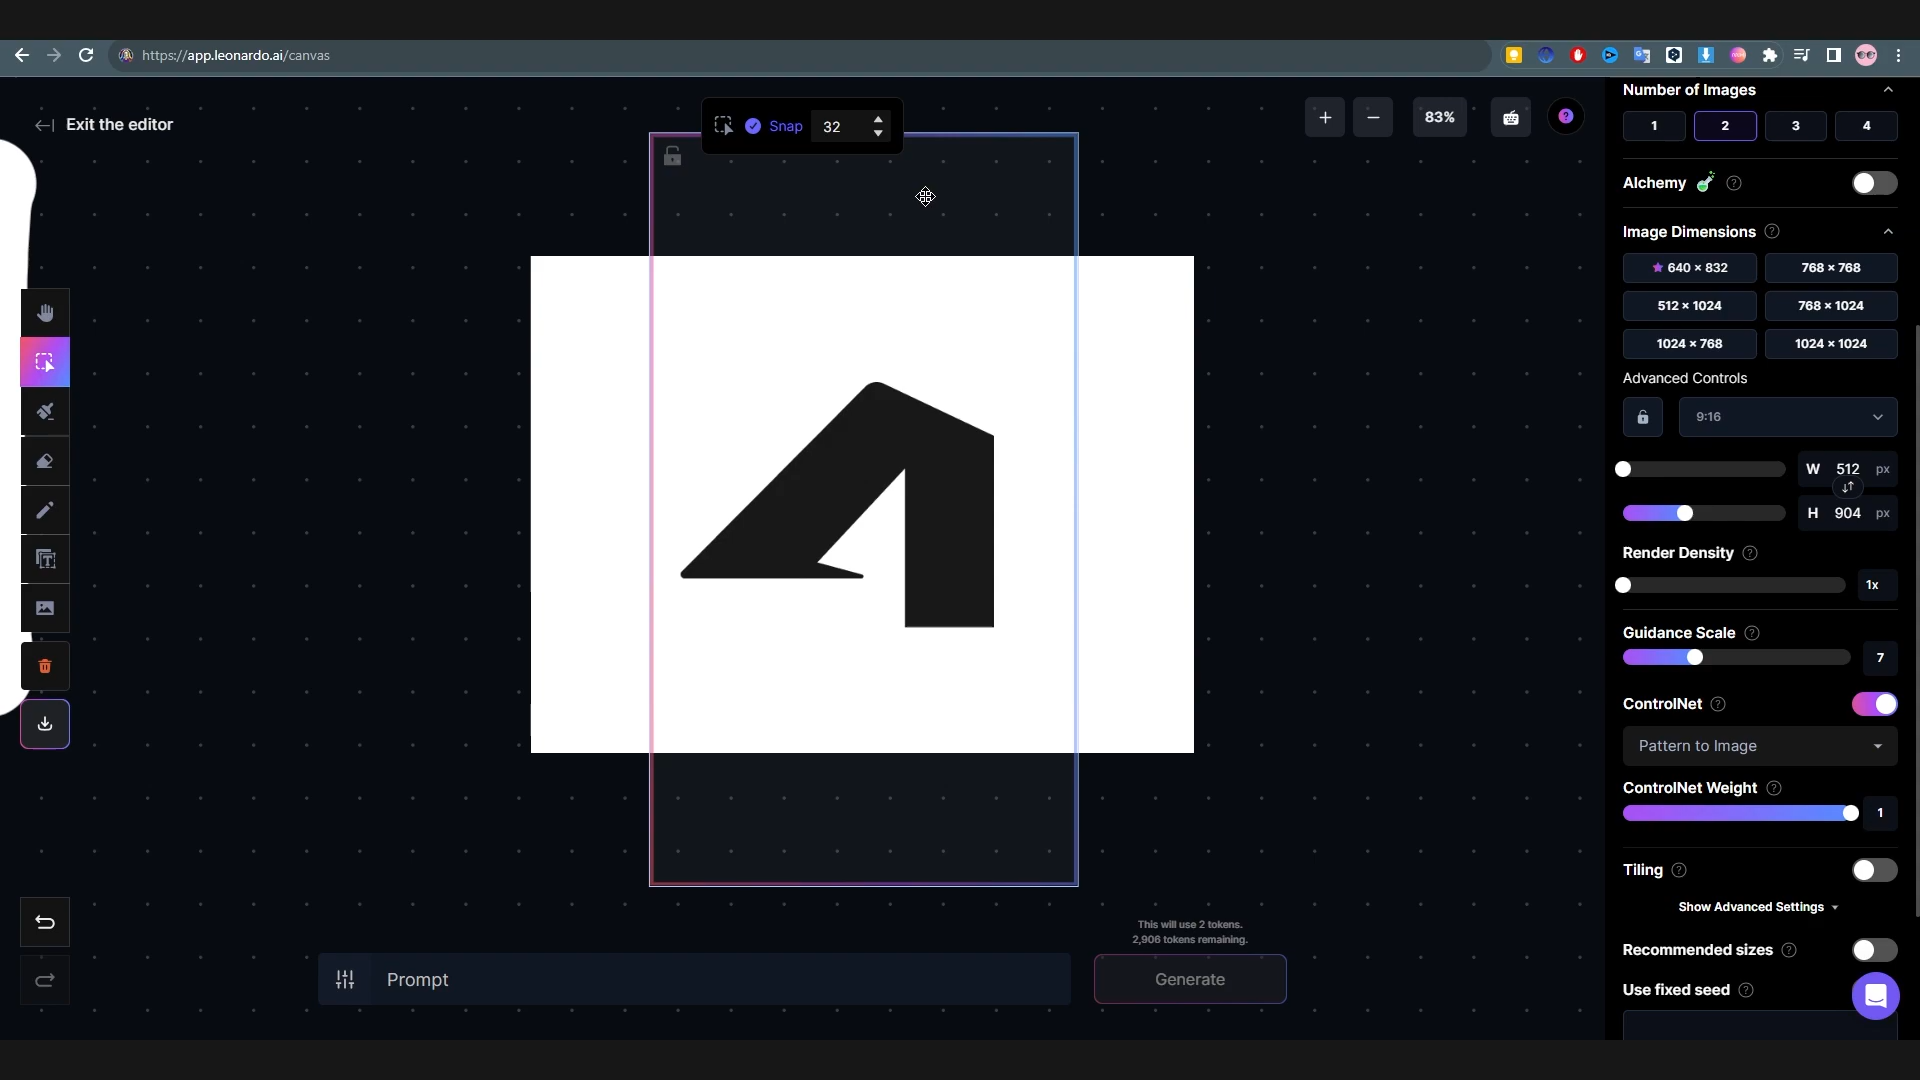 https://app.leonardo.ai/canvas
Exit the editor
Snap
32
83%
Number of Images
1
2
3
4
Alchemy
Image Dimensions
640 × 832
768 × 768
512 × 1024
768 × 1024
1024 × 768
1024 × 1024
Advanced Controls
9:16
W 512 px
H 904 px
Render Density
1x
Guidance Scale
7
ControlNet
Pattern to Image
ControlNet Weight
1
Tiling
Show Advanced Settings
Recommended sizes
Use fixed seed
This will use 2 tokens.
2,906 tokens remaining.
Prompt
Generate